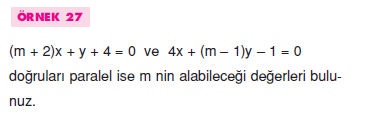 ÖRNEK 27
(m + 2)x + y + 4 = 0 ve 4x + (m – 1)y – 1 = 0
doğruları paralel ise m nin alabileceği değerleri bulu-
nuz.